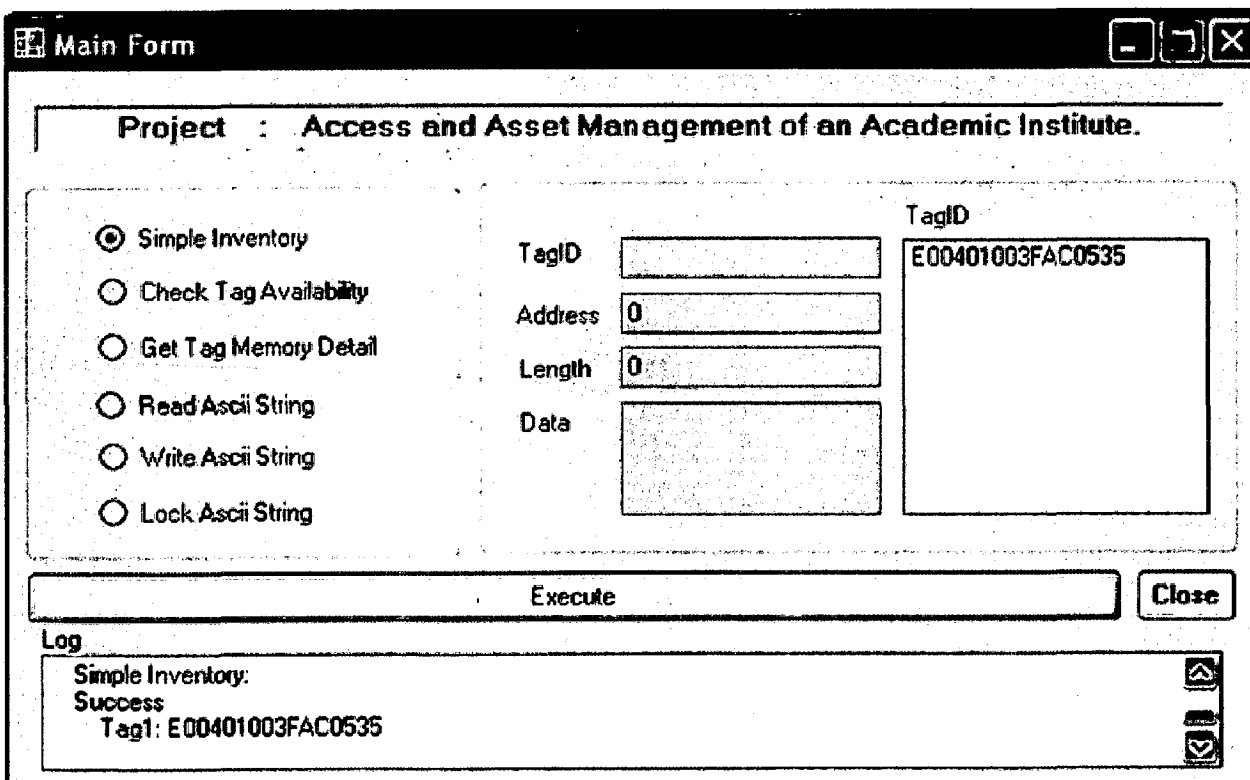 Main Form
Project : Access and Asset Management of an Academic Institute.
Simple Inventory
Check Tag Availability
Get Tag Memory Detail
Read Ascii String
Write Ascii String
Lock Ascii String
TagID
Address 0
Length 0
Data
TagID
E00401003FAC0535
Execute
Close
Log
Simple Inventory:
Success
Tag1: E00401003FAC0535